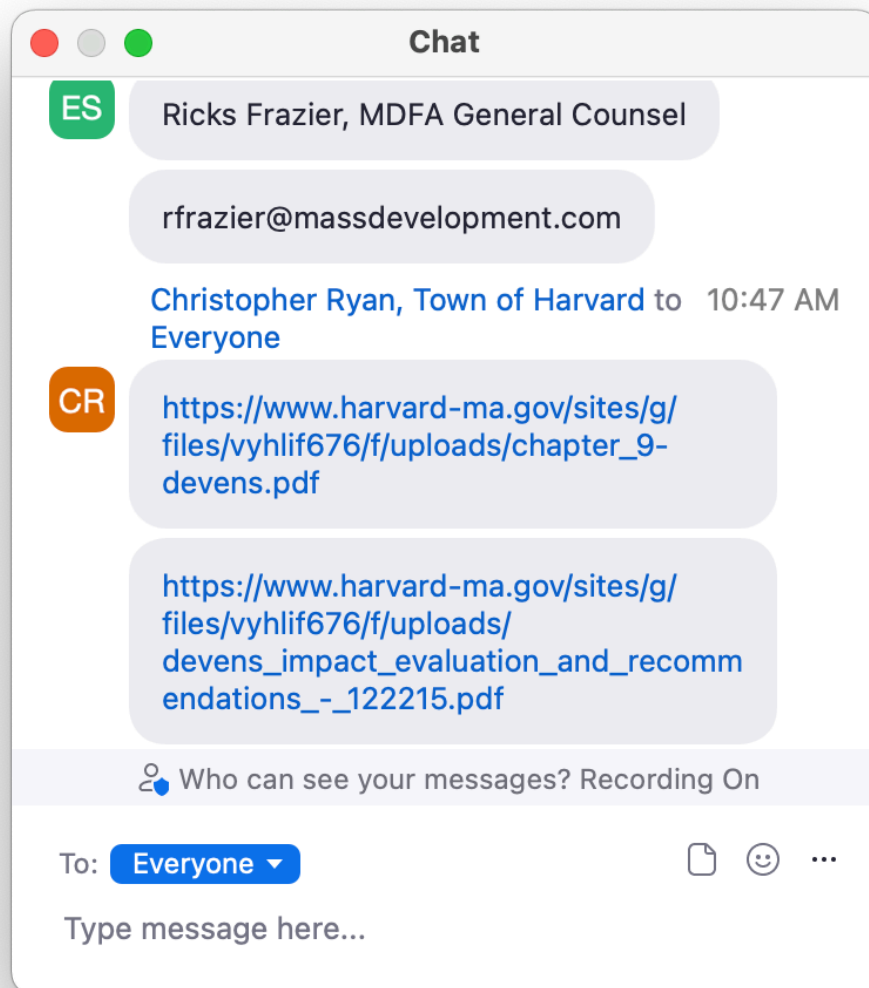 Chat
ES
Ricks Frazier, MDFA General Counsel
rfrazier@massdevelopment.com
Christopher Ryan, Town of Harvard to 10:47 AM
Everyone
CR
https://www.harvard-ma.gov/sites/g/
files/vyhlif676/f/uploads/chapter_9-
devens.pdf
https://www.harvard-ma.gov/sites/g/
files/vyhlif676/f/uploads/
devens_impact_evaluation_and_recomm
endations_-_122215.pdf
Who can see your messages? Recording On
To: Everyone
Type message here...